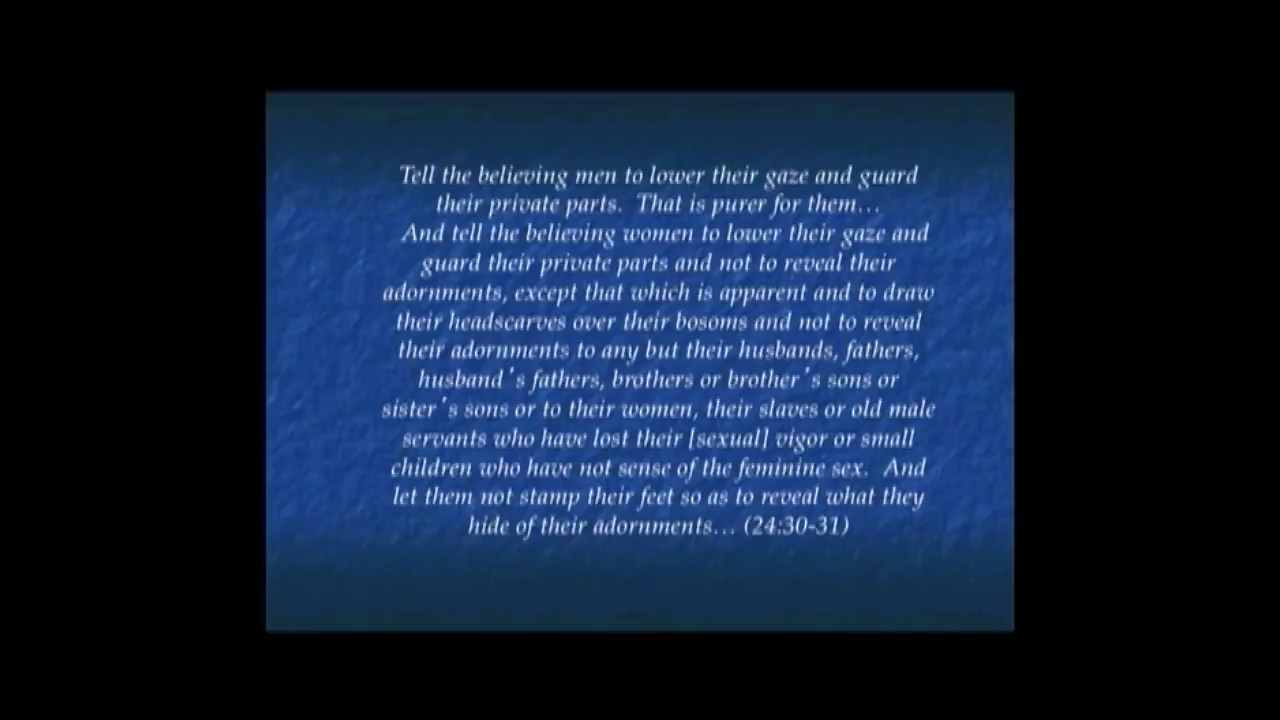 Tell the believing men to lower their gaze and guard
their private parts.  That is purer for them...
And tell the believing women to lower their gaze and
guard their private parts and not to reveal their
adornments, except that which is apparent and to draw
their headscarves over their bosoms and not to reveal
their adornments to any but their husbands, fathers,
husband's fathers, brothers or brother's sons or
sister's sons or to their women, their slaves or old male
servants who have lost their [sexual] vigor or small
children who have not sense of the feminine sex.  And
let them not stamp their feet so as to reveal what they
hide of their adornments... (24:30-31)